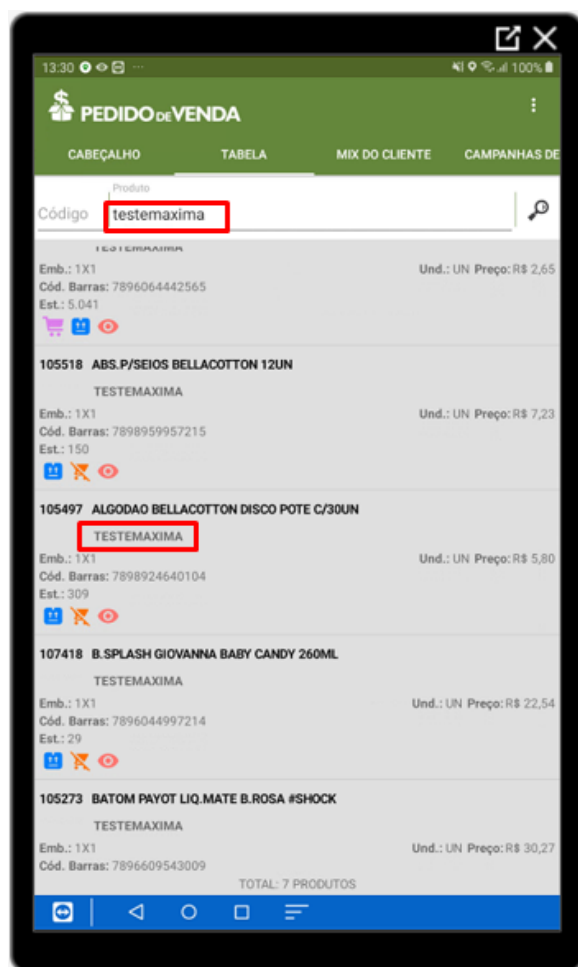 13:30 ... 100%
PEDIDO DE VENDA
CABEÇALHO TABELA MIX DO CLIENTE CAMPANHAS DE
Produto
Código testemaxima
TESTEMAXIMA
Emb.: 1X1 Und.: UN Preço: R$ 2,65
Cód. Barras: 7896064442565
Est.: 5.041
105518 ABS.P/SEIOS BELLACOTTON 12UN
TESTEMAXIMA
Emb.: 1X1 Und.: UN Preço: R$ 7,23
Cód. Barras: 7898959957215
Est.: 150
105497 ALGODAO BELLACOTTON DISCO POTE C/30UN
TESTEMAXIMA
Emb.: 1X1 Und.: UN Preço: R$ 5,80
Cód. Barras: 7898924640104
Est.: 309
107418 B.SPLASH GIOVANNA BABY CANDY 260ML
TESTEMAXIMA
Emb.: 1X1 Und.: UN Preço: R$ 22,54
Cód. Barras: 7896044997214
Est.: 29
105273 BATOM PAYOT LIQ.MATE B.ROSA #SHOCK
TESTEMAXIMA
Emb.: 1X1 Und.: UN Preço: R$ 30,27
Cód. Barras: 7896609543009
TOTAL: 7 PRODUTOS